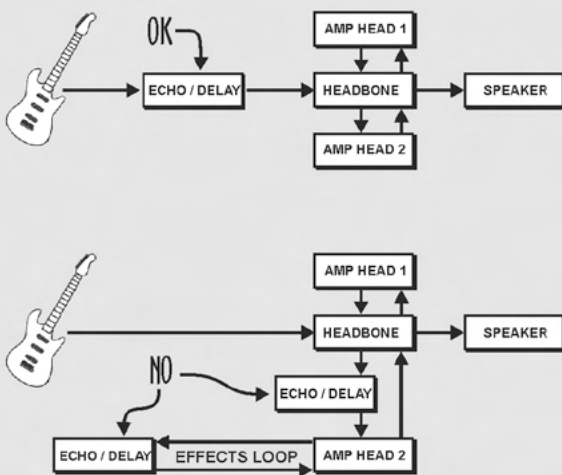 OK
AMP HEAD 1
ECHO / DELAY
HEADBONE
SPEAKER
AMP HEAD 2
AMP HEAD 1
HEADBONE
SPEAKER
NO
ECHO / DELAY
ECHO / DELAY
EFFECTS LOOP
AMP HEAD 2